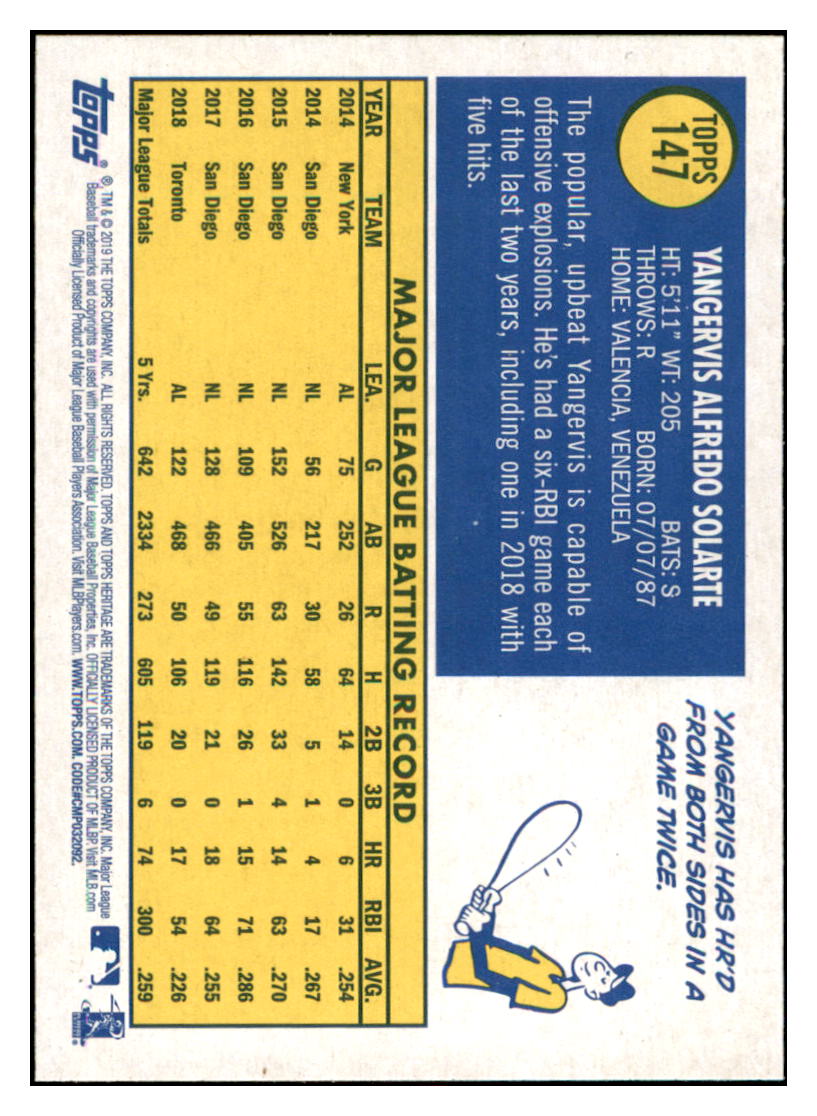 TOPPS
147
YANGERVIS ALFREDO SOLARTE
HT: 5'11" WT: 205 BATS: S
THROWS: R BORN: 07/07/87
HOME: VALENCIA, VENEZUELA
The popular, upbeat Yangervis is capable of
offensive explosions. He's had a six-RBI game each
of the last two years, including one in 2018 with
five hits.
YANGERVIS HAS HR'D
FROM BOTH SIDES IN A
GAME TWICE.
MAJOR LEAGUE BATTING RECORD
YEAR TEAM LEA. G AB R H 2B 3B HR RBI AVG.
2014 New York AL 75 252 26 64 14 0 6 31 .254
2014 San Diego NL 56 217 30 58 5 1 4 17 .267
2015 San Diego NL 152 526 63 142 33 4 14 63 .270
2016 San Diego NL 109 405 55 116 26 1 15 71 .286
2017 San Diego NL 128 466 49 119 21 0 18 64 .255
2018 Toronto AL 122 468 50 106 20 0 17 54 .226
Major League Totals 5 Yrs. 642 2334 273 605 119 6 74 300 .259
topps®
® TM & © 2019 THE TOPPS COMPANY, INC. ALL RIGHTS RESERVED. TOPPS AND TOPPS HERITAGE ARE TRADEMARKS OF THE TOPPS COMPANY, INC. Major League
Baseball trademarks and copyrights are used with permission of Major League Baseball Properties, Inc. OFFICIALLY LICENSED PRODUCT OF MLBP. Visit MLB.com
Officially Licensed Product of Major League Baseball Players Association. Visit MLBPlayers.com. WWW.TOPPS.COM. CODE#CMP032092.